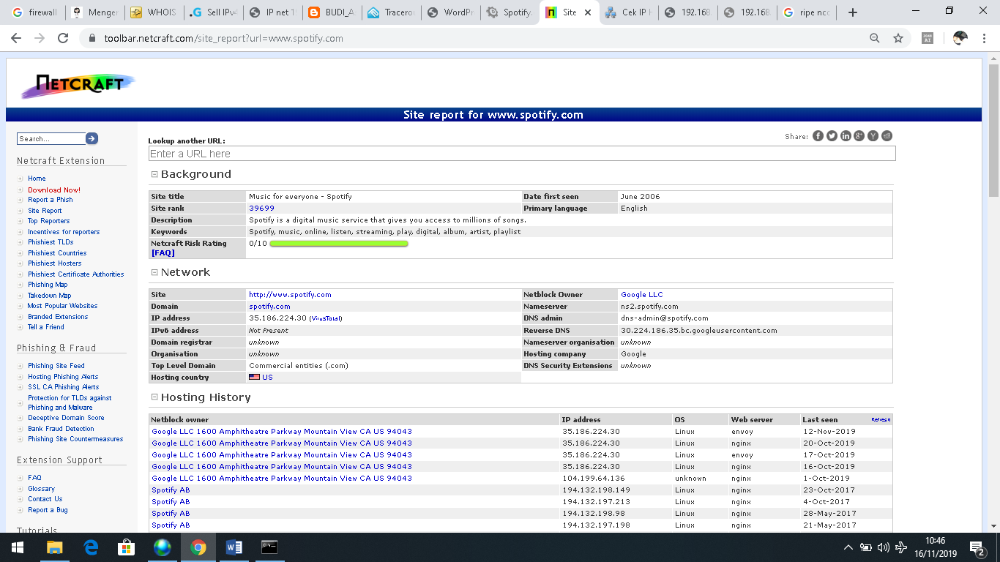 firewall
Menger
WHOIS
Sell IPv4
IP net 1
BUDI_A
Tracerou
WordPr
Spotify.
Site
Cek IP H
192.168
192.168
ripe ncc
toolbar.netcraft.com/site_report?url=www.spotify.com
NETCRAFT
Site report for www.spotify.com
Search...
Netcraft Extension
Home
Download Now!
Report a Phish
Site Report
Top Reporters
Incentives for reporters
Phishiest TLDs
Phishiest Countries
Phishiest Hosters
Phishiest Certificate Authorities
Phishing Map
Takedown Map
Most Popular Websites
Branded Extensions
Tell a Friend
Phishing & Fraud
Phishing Site Feed
Hosting Phishing Alerts
SSL CA Phishing Alerts
Protection for TLDs against
Phishing and Malware
Deceptive Domain Score
Bank Fraud Detection
Phishing Site Countermeasures
Extension Support
FAQ
Glossary
Contact Us
Report a Bug
Tutorials
Share:
Lookup another URL:
Enter a URL here
Background
Site title Music for everyone - Spotify Date first seen June 2006
Site rank 39699 Primary language English
Description Spotify is a digital music service that gives you access to millions of songs.
Keywords Spotify, music, online, listen, streaming, play, digital, album, artist, playlist
Netcraft Risk Rating 0/10
[FAQ]
Network
Site http://www.spotify.com Netblock Owner Google LLC
Domain spotify.com Nameserver ns2.spotify.com
IP address 35.186.224.30 (VirusTotal) DNS admin dns-admin@spotify.com
IPv6 address Not Present Reverse DNS 30.224.186.35.bc.googleusercontent.com
Domain registrar unknown Nameserver organisation unknown
Organisation unknown Hosting company Google
Top Level Domain Commercial entities (.com) DNS Security Extensions unknown
Hosting country US
Hosting History
Netblock owner IP address OS Web server Last seen Refresh
Google LLC 1600 Amphitheatre Parkway Mountain View CA US 94043 35.186.224.30 Linux envoy 12-Nov-2019
Google LLC 1600 Amphitheatre Parkway Mountain View CA US 94043 35.186.224.30 Linux nginx 20-Oct-2019
Google LLC 1600 Amphitheatre Parkway Mountain View CA US 94043 35.186.224.30 Linux envoy 17-Oct-2019
Google LLC 1600 Amphitheatre Parkway Mountain View CA US 94043 35.186.224.30 Linux nginx 16-Oct-2019
Google LLC 1600 Amphitheatre Parkway Mountain View CA US 94043 104.199.64.136 unknown nginx 1-Oct-2019
Spotify AB 194.132.198.149 Linux nginx 23-Oct-2017
Spotify AB 194.132.197.213 Linux nginx 4-Oct-2017
Spotify AB 194.132.198.98 Linux nginx 28-May-2017
Spotify AB 194.132.197.198 Linux nginx 21-May-2017
10:46
16/11/2019
2